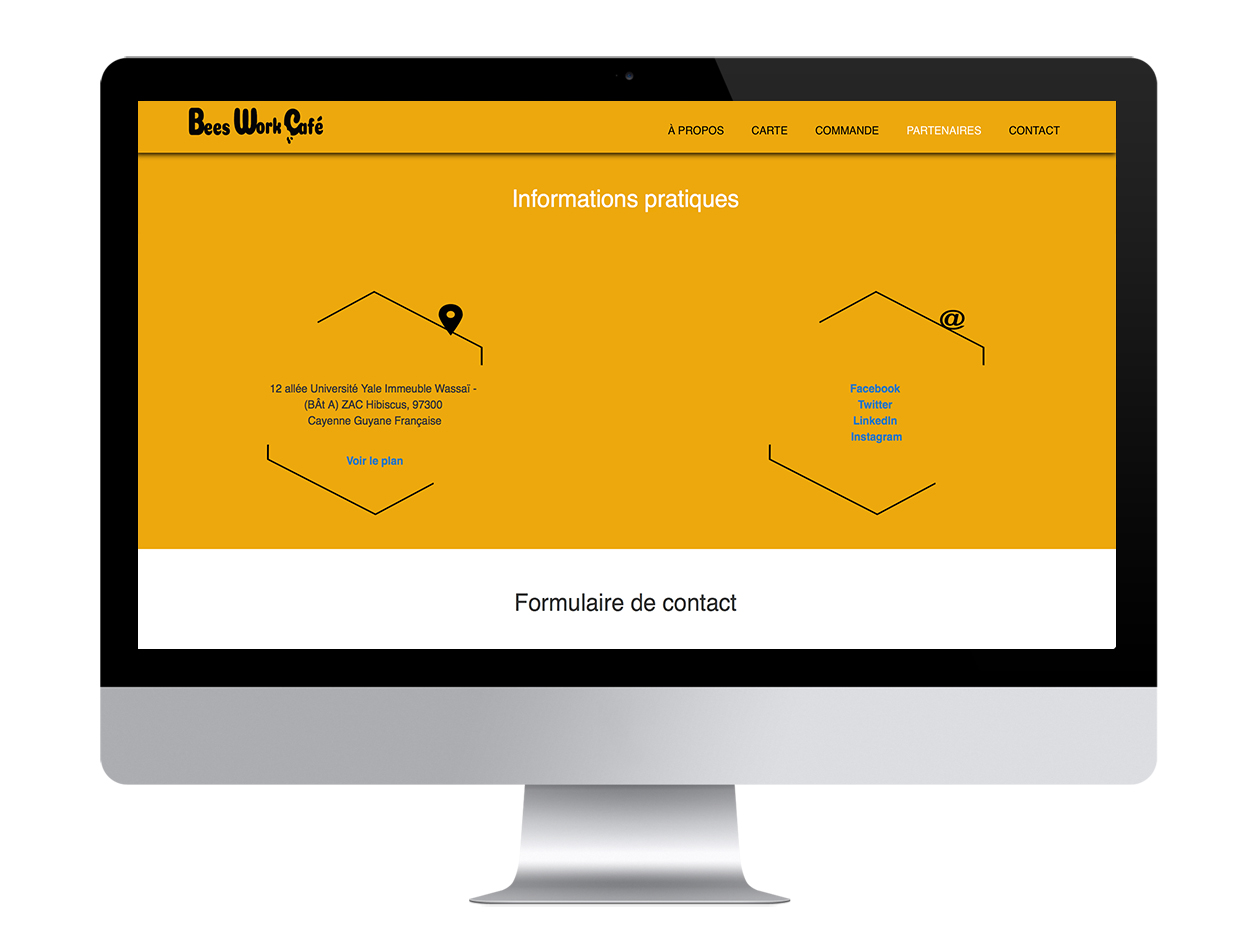 Bees Work Café
À PROPOS CARTE COMMANDE PARTENAIRES CONTACT
Informations pratiques
12 allée Université Yale Immeuble Wassaï -
(BÂt A) ZAC Hibiscus, 97300
Cayenne Guyane Française
Voir le plan
@
Facebook
Twitter
LinkedIn
Instagram
Formulaire de contact